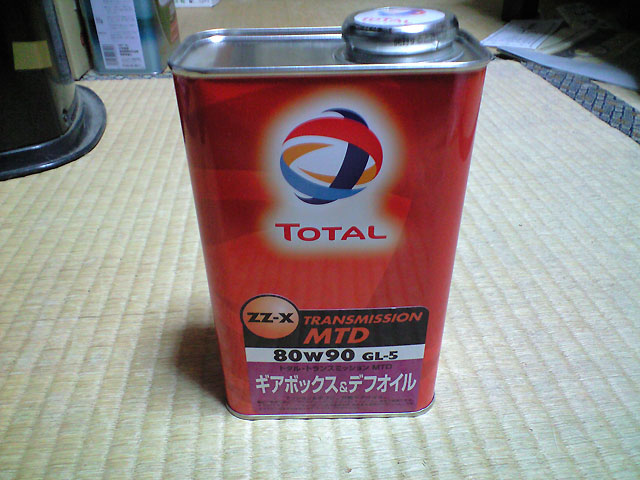 TOTAL
TOTAL
ZZ-X
TRANSMISSION
MTD
80W90 GL-5
トタル・トランスミッション MTD
ギアボックス&デフオイル